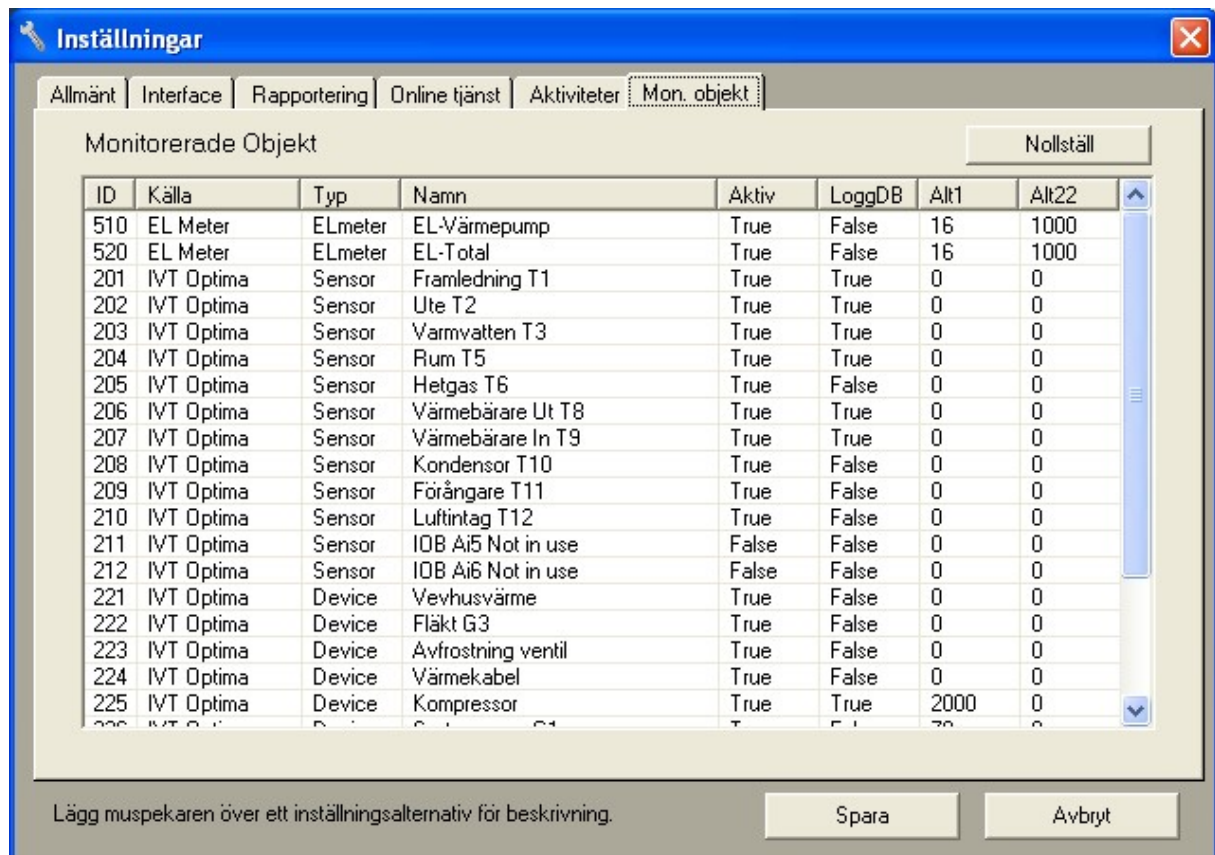 Inställningar
Allmänt Interface Rapportering Online tjänst Aktiviteter Mon. objekt
Monitorerade Objekt Nollställ
ID Källa Typ Namn Aktiv LoggDB Alt1 Alt22
510 EL Meter ELmeter EL-Värmepump True False 16 1000
520 EL Meter ELmeter EL-Total True False 16 1000
201 IVT Optima Sensor Framledning T1 True True 0 0
202 IVT Optima Sensor Ute T2 True True 0 0
203 IVT Optima Sensor Varmvatten T3 True True 0 0
204 IVT Optima Sensor Rum T5 True True 0 0
205 IVT Optima Sensor Hetgas T6 True False 0 0
206 IVT Optima Sensor Värmebärare Ut T8 True True 0 0
207 IVT Optima Sensor Värmebärare In T9 True True 0 0
208 IVT Optima Sensor Kondensor T10 True False 0 0
209 IVT Optima Sensor Förångare T11 True False 0 0
210 IVT Optima Sensor Luftintag T12 True False 0 0
211 IVT Optima Sensor IOB Ai5 Not in use False False 0 0
212 IVT Optima Sensor IOB Ai6 Not in use False False 0 0
221 IVT Optima Device Vevhusvärme True False 0 0
222 IVT Optima Device Fläkt G3 True False 0 0
223 IVT Optima Device Avfrostning ventil True False 0 0
224 IVT Optima Device Värmekabel True False 0 0
225 IVT Optima Device Kompressor True True 2000 0
Lägg muspekaren över ett inställningsalternativ för beskrivning. Spara Avbryt